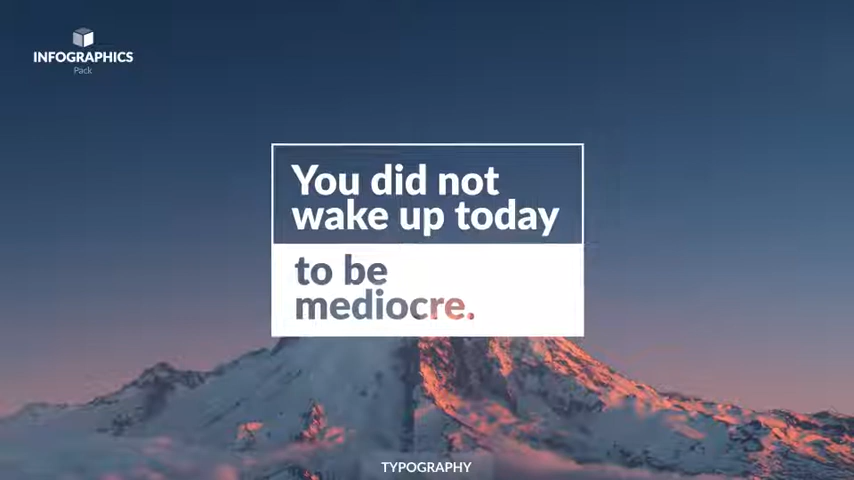 INFOGRAPHICS
Pack
You did not
wake up today
to be
mediocre.
TYPOGRAPHY